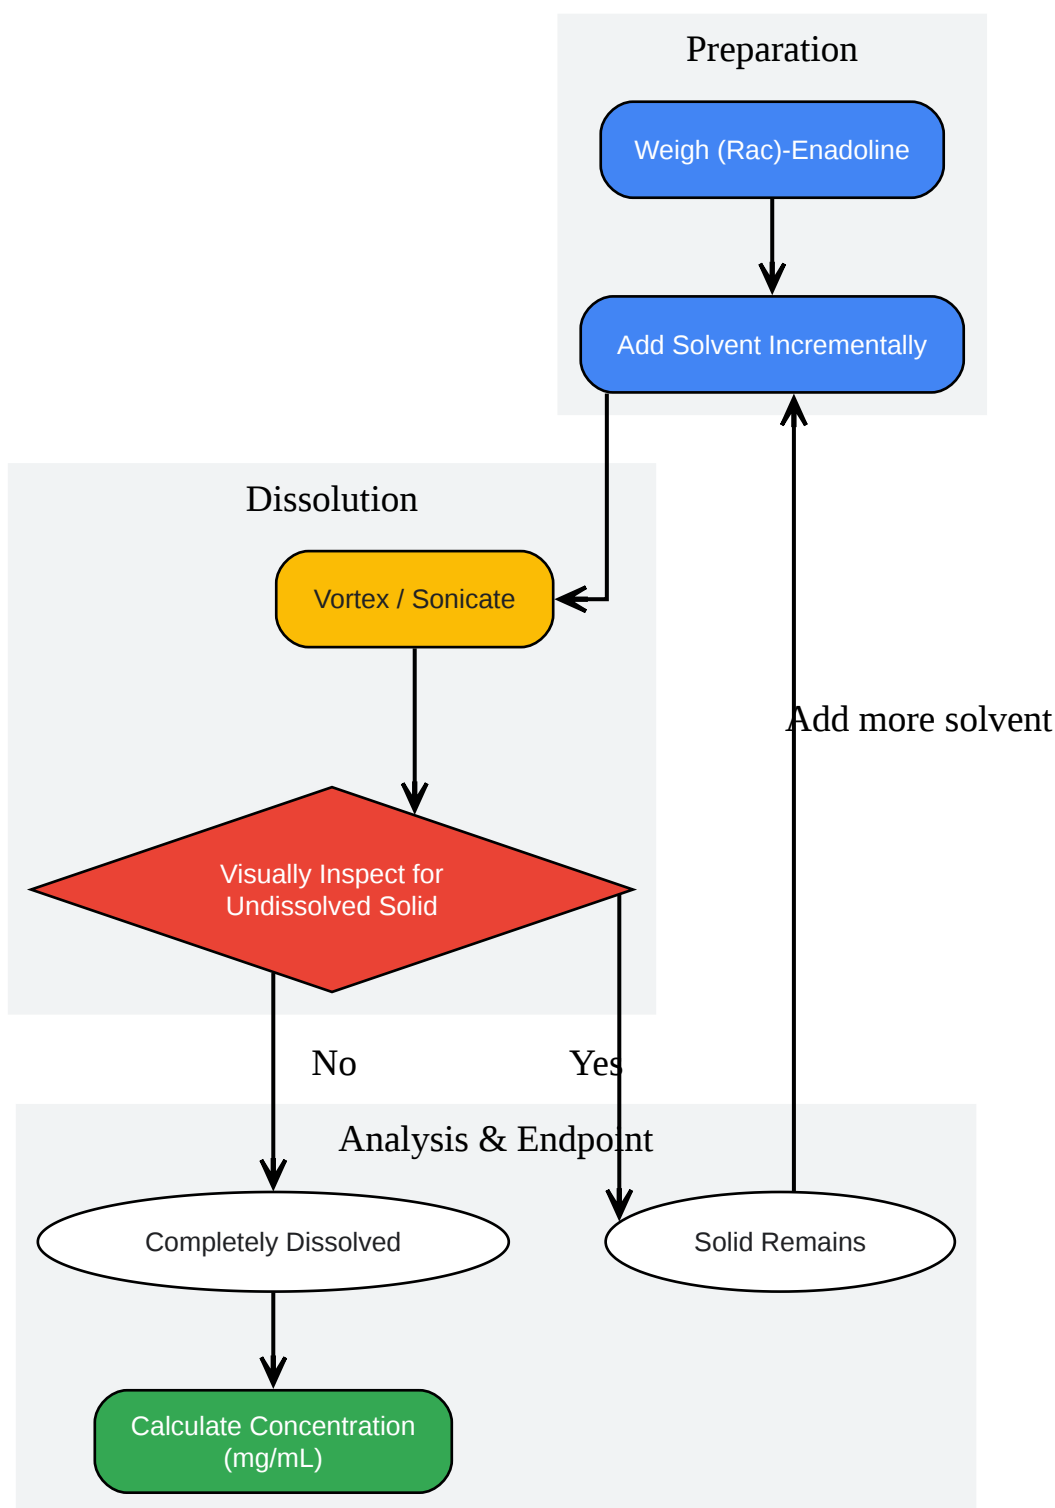 Preparation
Weigh (Rac)-Enadoline
Add Solvent Incrementally
Dissolution
Vortex / Sonicate
Add more solvent
Visually Inspect for
Undissolved Solid
No
Yes
Analysis & Endpoint
Completely Dissolved
Solid Remains
Calculate Concentration
(mg/mL)